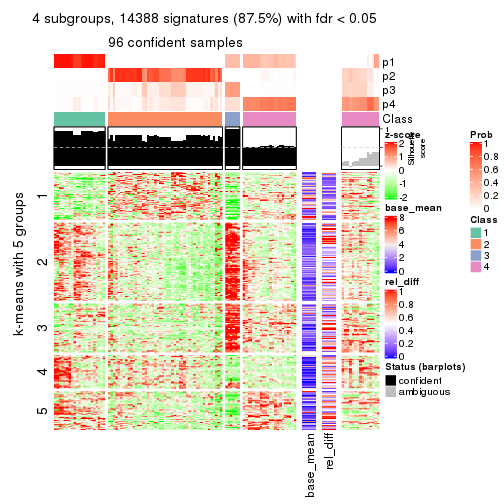 4 subgroups, 14388 signatures (87.5%) with fdr < 0.05
96 confident samples
p1
p2
p3
p4
Class
1
Silhouette
score
k-means with 5 groups
1
2
3
4
5
base_mean
rel_diff
z-score
2
1
0
-1
-2
base_mean
8
6
4
2
0
rel_diff
1
0.8
0.6
0.4
0.2
0
Status (barplots)
confident
ambiguous
Prob
1
0.8
0.6
0.4
0.2
0
Class
1
2
3
4